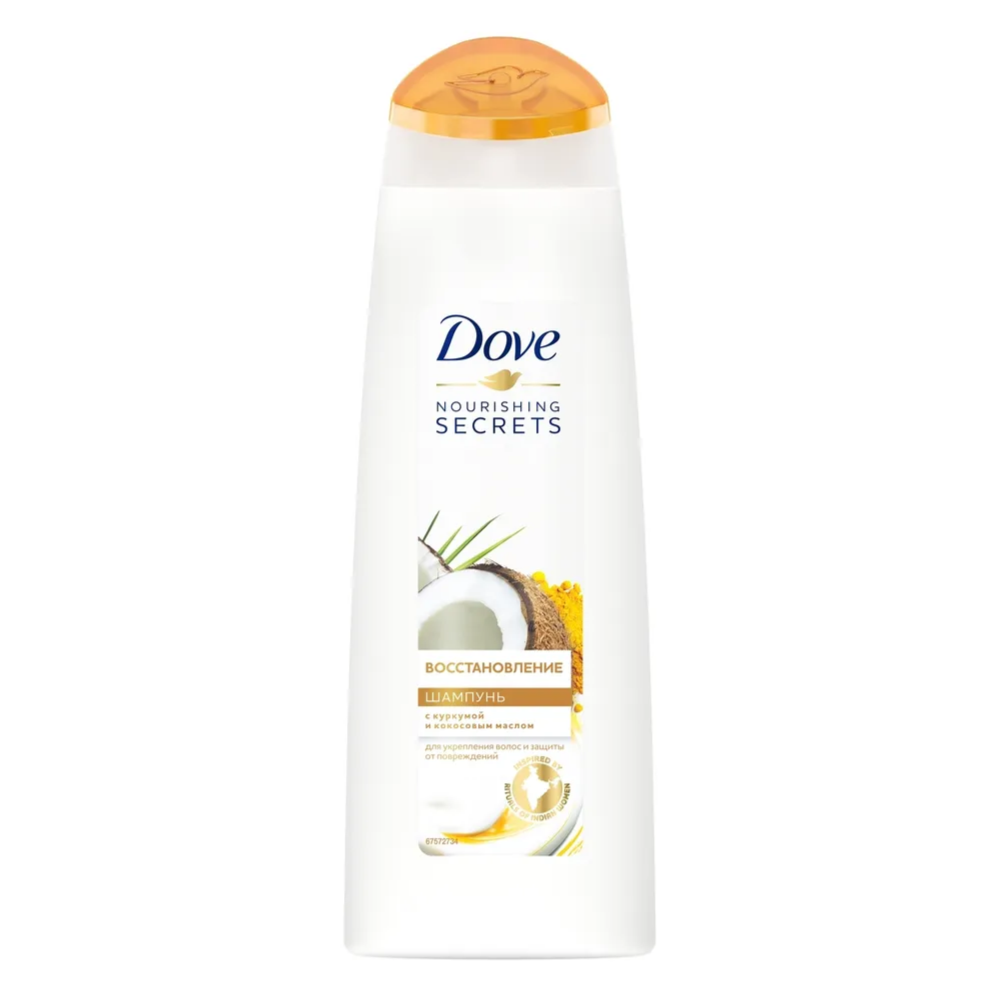 Dove
NOURISHING
SECRETS
ВОССТАНОВЛЕНИЕ
ШАМПУНЬ
с куркумой
и кокосовым маслом
для укрепления волос и защиты
от повреждений
INSPIRED BY
RITUALS OF INDIAN WOMEN
67572734